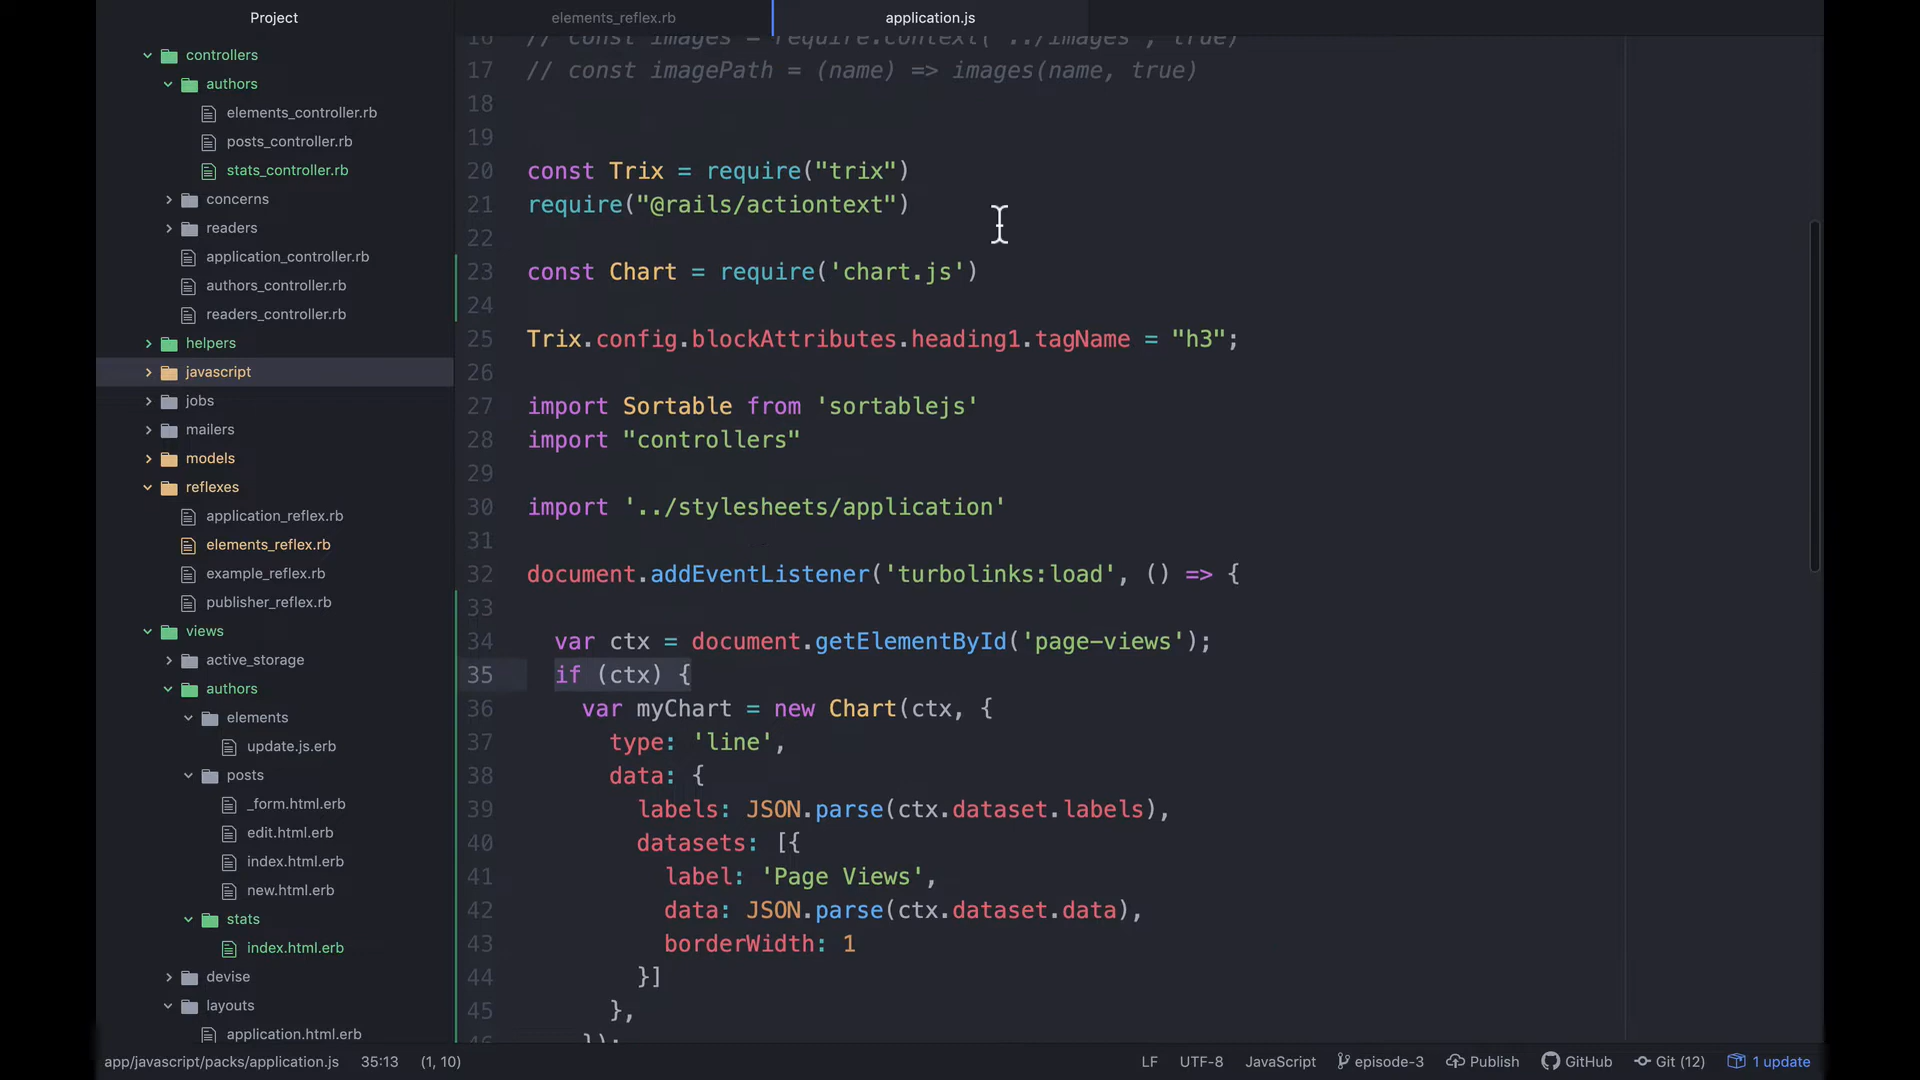 Project
elements_reflex.rb
application.js
controllers
authors
elements_controller.rb
posts_controller.rb
stats_controller.rb
concerns
readers
application_controller.rb
authors_controller.rb
readers_controller.rb
helpers
javascript
jobs
mailers
models
reflexes
application_reflex.rb
elements_reflex.rb
example_reflex.rb
publisher_reflex.rb
views
active_storage
authors
elements
update.js.erb
posts
_form.html.erb
edit.html.erb
index.html.erb
new.html.erb
stats
index.html.erb
devise
layouts
application.html.erb
16 // const images = require.context('../images', true)
17 // const imagePath = (name) => images(name, true)
18
19
20 const Trix = require("trix")
21 require("@rails/actiontext")
22
23 const Chart = require('chart.js')
24
25 Trix.config.blockAttributes.heading1.tagName = "h3";
26
27 import Sortable from 'sortablejs'
28 import "controllers"
29
30 import '../stylesheets/application'
31
32 document.addEventListener('turbolinks:load', () => {
33
34 var ctx = document.getElementById('page-views');
35 if (ctx) {
36 var myChart = new Chart(ctx, {
37 type: 'line',
38 data: {
39 labels: JSON.parse(ctx.dataset.labels),
40 datasets: [{
41 label: 'Page Views',
42 data: JSON.parse(ctx.dataset.data),
43 borderWidth: 1
44 }]
45 },
46 });
app/javascript/packs/application.js 35:13 (1, 10) LF UTF-8 JavaScript episode-3 Publish GitHub Git (12) 1 update